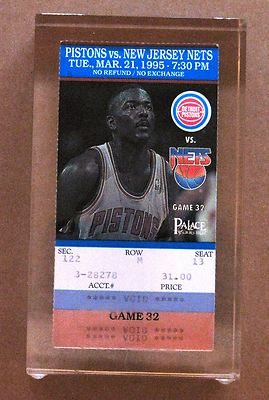 PISTONS vs. NEW JERSEY NETS
TUE., MAR. 21, 1995 - 7:30 PM
NO REFUND / NO EXCHANGE
DETROIT
PISTONS
VS.
NETS
PISTONS
GAME 32
PALACE
SEC. ROW SEAT
122 M 13
3-28278 31.00
ACCT.# PRICE
***** VOID *****
GAME 32
***** VOID *****